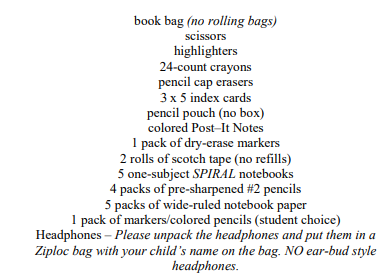 book bag (no rolling bags)
scissors
highlighters
24-count crayons
pencil cap erasers
3 x 5 index cards
pencil pouch (no box)
colored Post–It Notes
1 pack of dry-erase markers
2 rolls of scotch tape (no refills)
5 one-subject SPIRAL notebooks
4 packs of pre-sharpened #2 pencils
5 packs of wide-ruled notebook paper
1 pack of markers/colored pencils (student choice)
Headphones – Please unpack the headphones and put them in a
Ziploc bag with your child's name on the bag. NO ear-bud style
headphones.